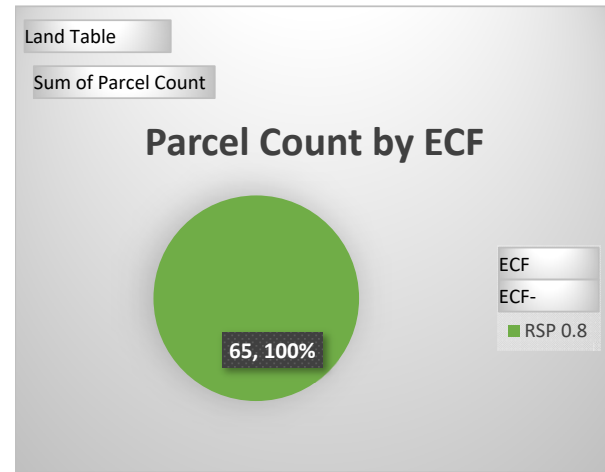 Land Table
Sum of Parcel Count
Parcel Count by ECF
65, 100%
ECF
ECF-
RSP 0.8